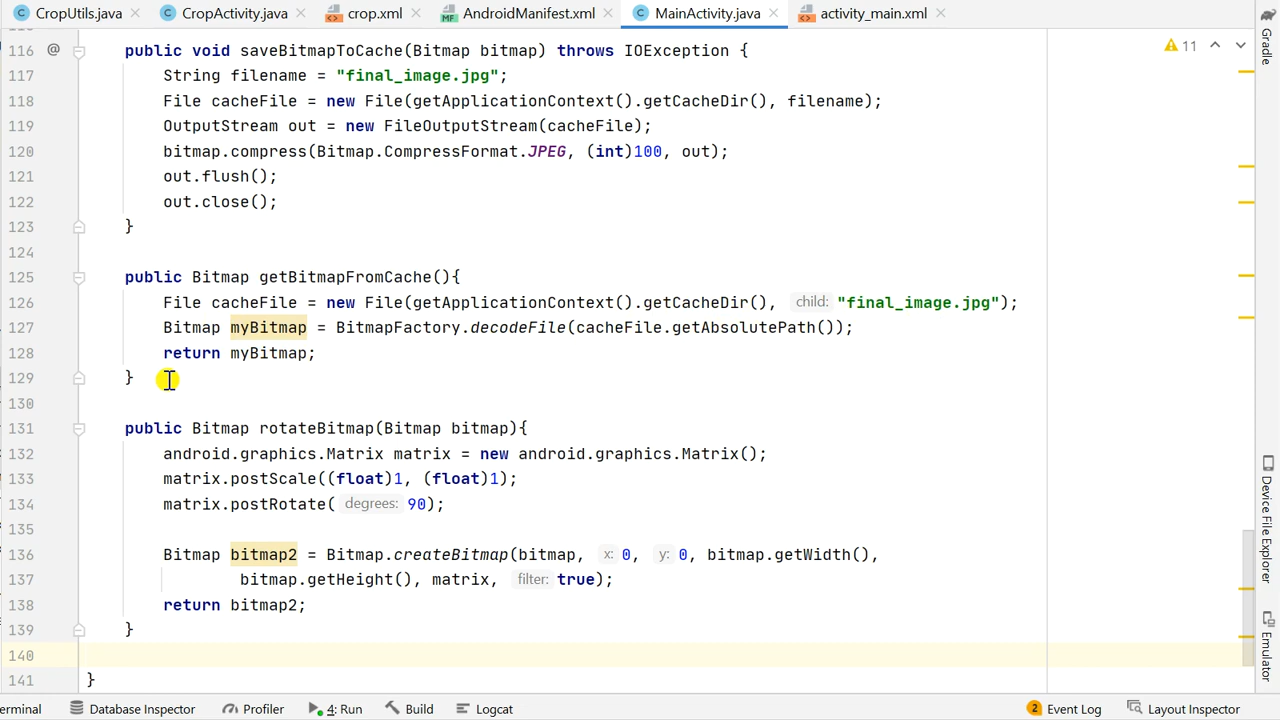 CropUtils.java CropActivity.java crop.xml AndroidManifest.xml MainActivity.java activity_main.xml
116 @ public void saveBitmapToCache(Bitmap bitmap) throws IOException {
117 String filename = "final_image.jpg";
118 File cacheFile = new File(getApplicationContext().getCacheDir(), filename);
119 OutputStream out = new FileOutputStream(cacheFile);
120 bitmap.compress(Bitmap.CompressFormat.JPEG, (int)100, out);
121 out.flush();
122 out.close();
123 }
124
125 public Bitmap getBitmapFromCache(){
126 File cacheFile = new File(getApplicationContext().getCacheDir(), child: "final_image.jpg");
127 Bitmap myBitmap = BitmapFactory.decodeFile(cacheFile.getAbsolutePath());
128 return myBitmap;
129 }
130
131 public Bitmap rotateBitmap(Bitmap bitmap){
132 android.graphics.Matrix matrix = new android.graphics.Matrix();
133 matrix.postScale((float)1, (float)1);
134 matrix.postRotate( degrees: 90);
135
136 Bitmap bitmap2 = Bitmap.createBitmap(bitmap, x: 0, y: 0, bitmap.getWidth(),
137 bitmap.getHeight(), matrix, filter: true);
138 return bitmap2;
139 }
140
141 }
11
Gradle
Device File Explorer
Emulator
erminal Database Inspector Profiler 4: Run Build Logcat 2 Event Log Layout Inspector